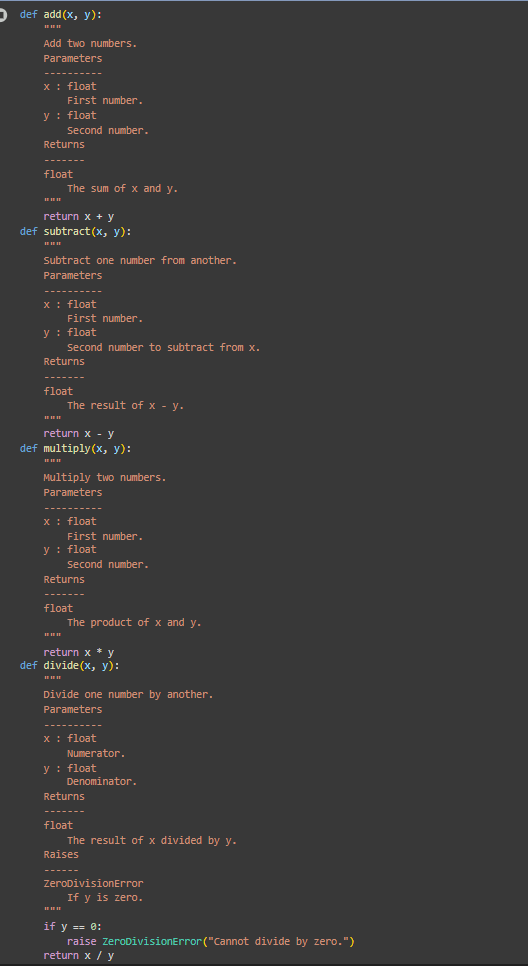 def add(x, y):
    """
    Add two numbers.
    Parameters
    ----------
    x : float
        First number.
    y : float
        Second number.
    Returns
    -------
    float
        The sum of x and y.
    """
    return x + y
def subtract(x, y):
    """
    Subtract one number from another.
    Parameters
    ----------
    x : float
        First number.
    y : float
        Second number to subtract from x.
    Returns
    -------
    float
        The result of x - y.
    """
    return x - y
def multiply(x, y):
    """
    Multiply two numbers.
    Parameters
    ----------
    x : float
        First number.
    y : float
        Second number.
    Returns
    -------
    float
        The product of x and y.
    """
    return x * y
def divide(x, y):
    """
    Divide one number by another.
    Parameters
    ----------
    x : float
        Numerator.
    y : float
        Denominator.
    Returns
    -------
    float
        The result of x divided by y.
    Raises
    ------
    ZeroDivisionError
        If y is zero.
    """
    if y == 0:
        raise ZeroDivisionError("Cannot divide by zero.")
    return x / y